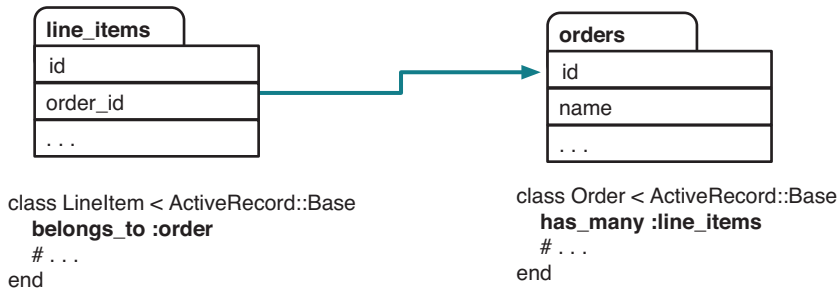 line_items
id
order_id
. . .
orders
id
name
. . .
class LineItem < ActiveRecord::Base
belongs_to :order
# . . .
end
class Order < ActiveRecord::Base
has_many :line_items
# . . .
end